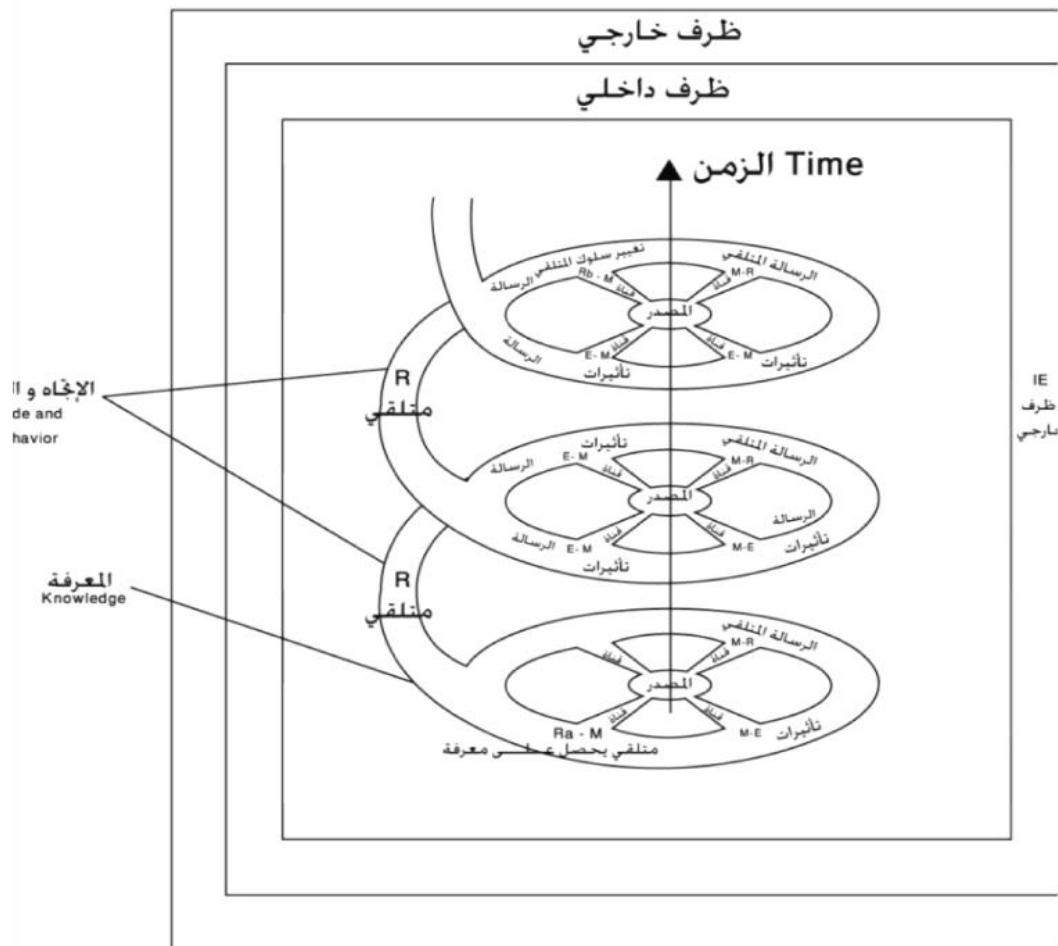 ظرف خارجي
ظرف داخلي
الزمن Time
تغيير سلوك المتلقي
الرسالة المتلقي
Rb - M
M-R
الرسالة
قناة
قناة
المصدر
الرسالة
قناة
قناة
E- M
E- M
تأثيرات
تأثيرات
R
متلقي
الإتجاه و ال
de and
havior
IE
ظرف
خارجي
تأثيرات
الرسالة المتلقي
E- M
M-R
الرسالة
قناة
قناة
المصدر
الرسالة
الرسالة
قناة
قناة
E- M
M-E
تأثيرات
تأثيرات
R
متلقي
المعرفة
Knowledge
الرسالة المتلقي
M-R
قناة
قناة
المصدر
قناة
قناة
Ra - M
M-E
تأثيرات
متلقي يحصل على معرفة